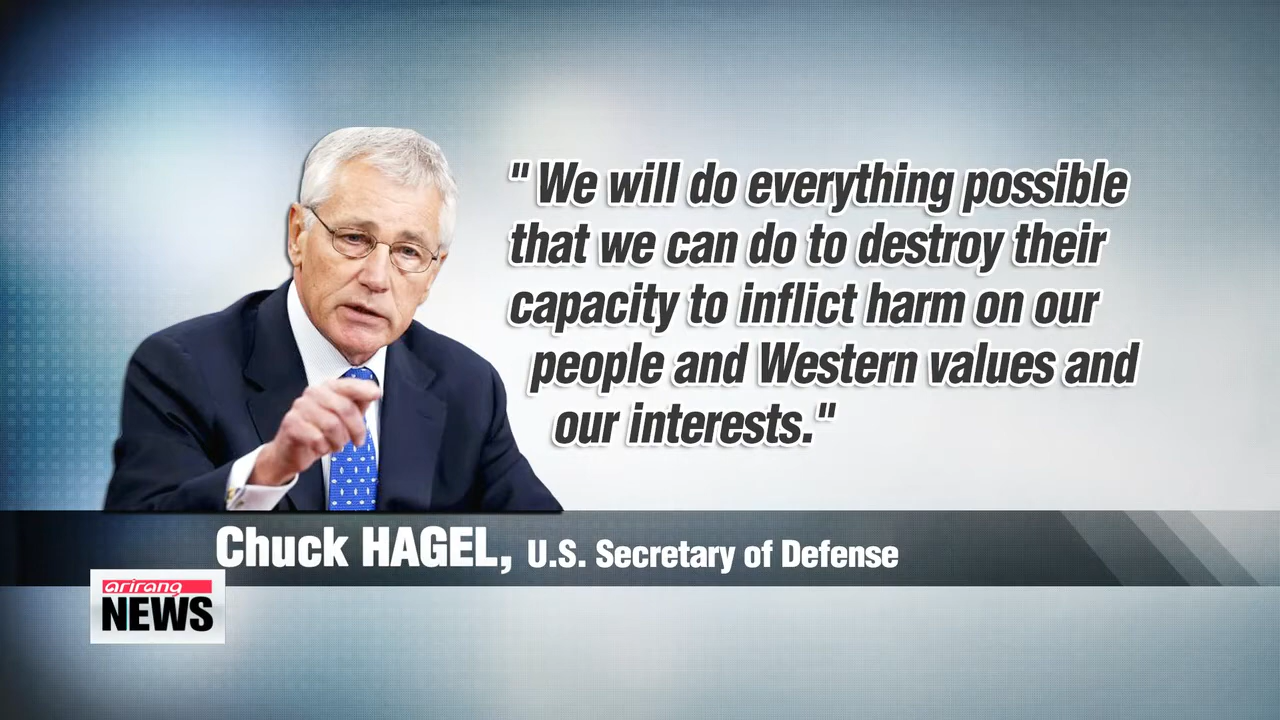 " We will do everything possible
that we can do to destroy their
capacity to inflict harm on our
people and Western values and
our interests."
Chuck HAGEL, U.S. Secretary of Defense
arirang
NEWS